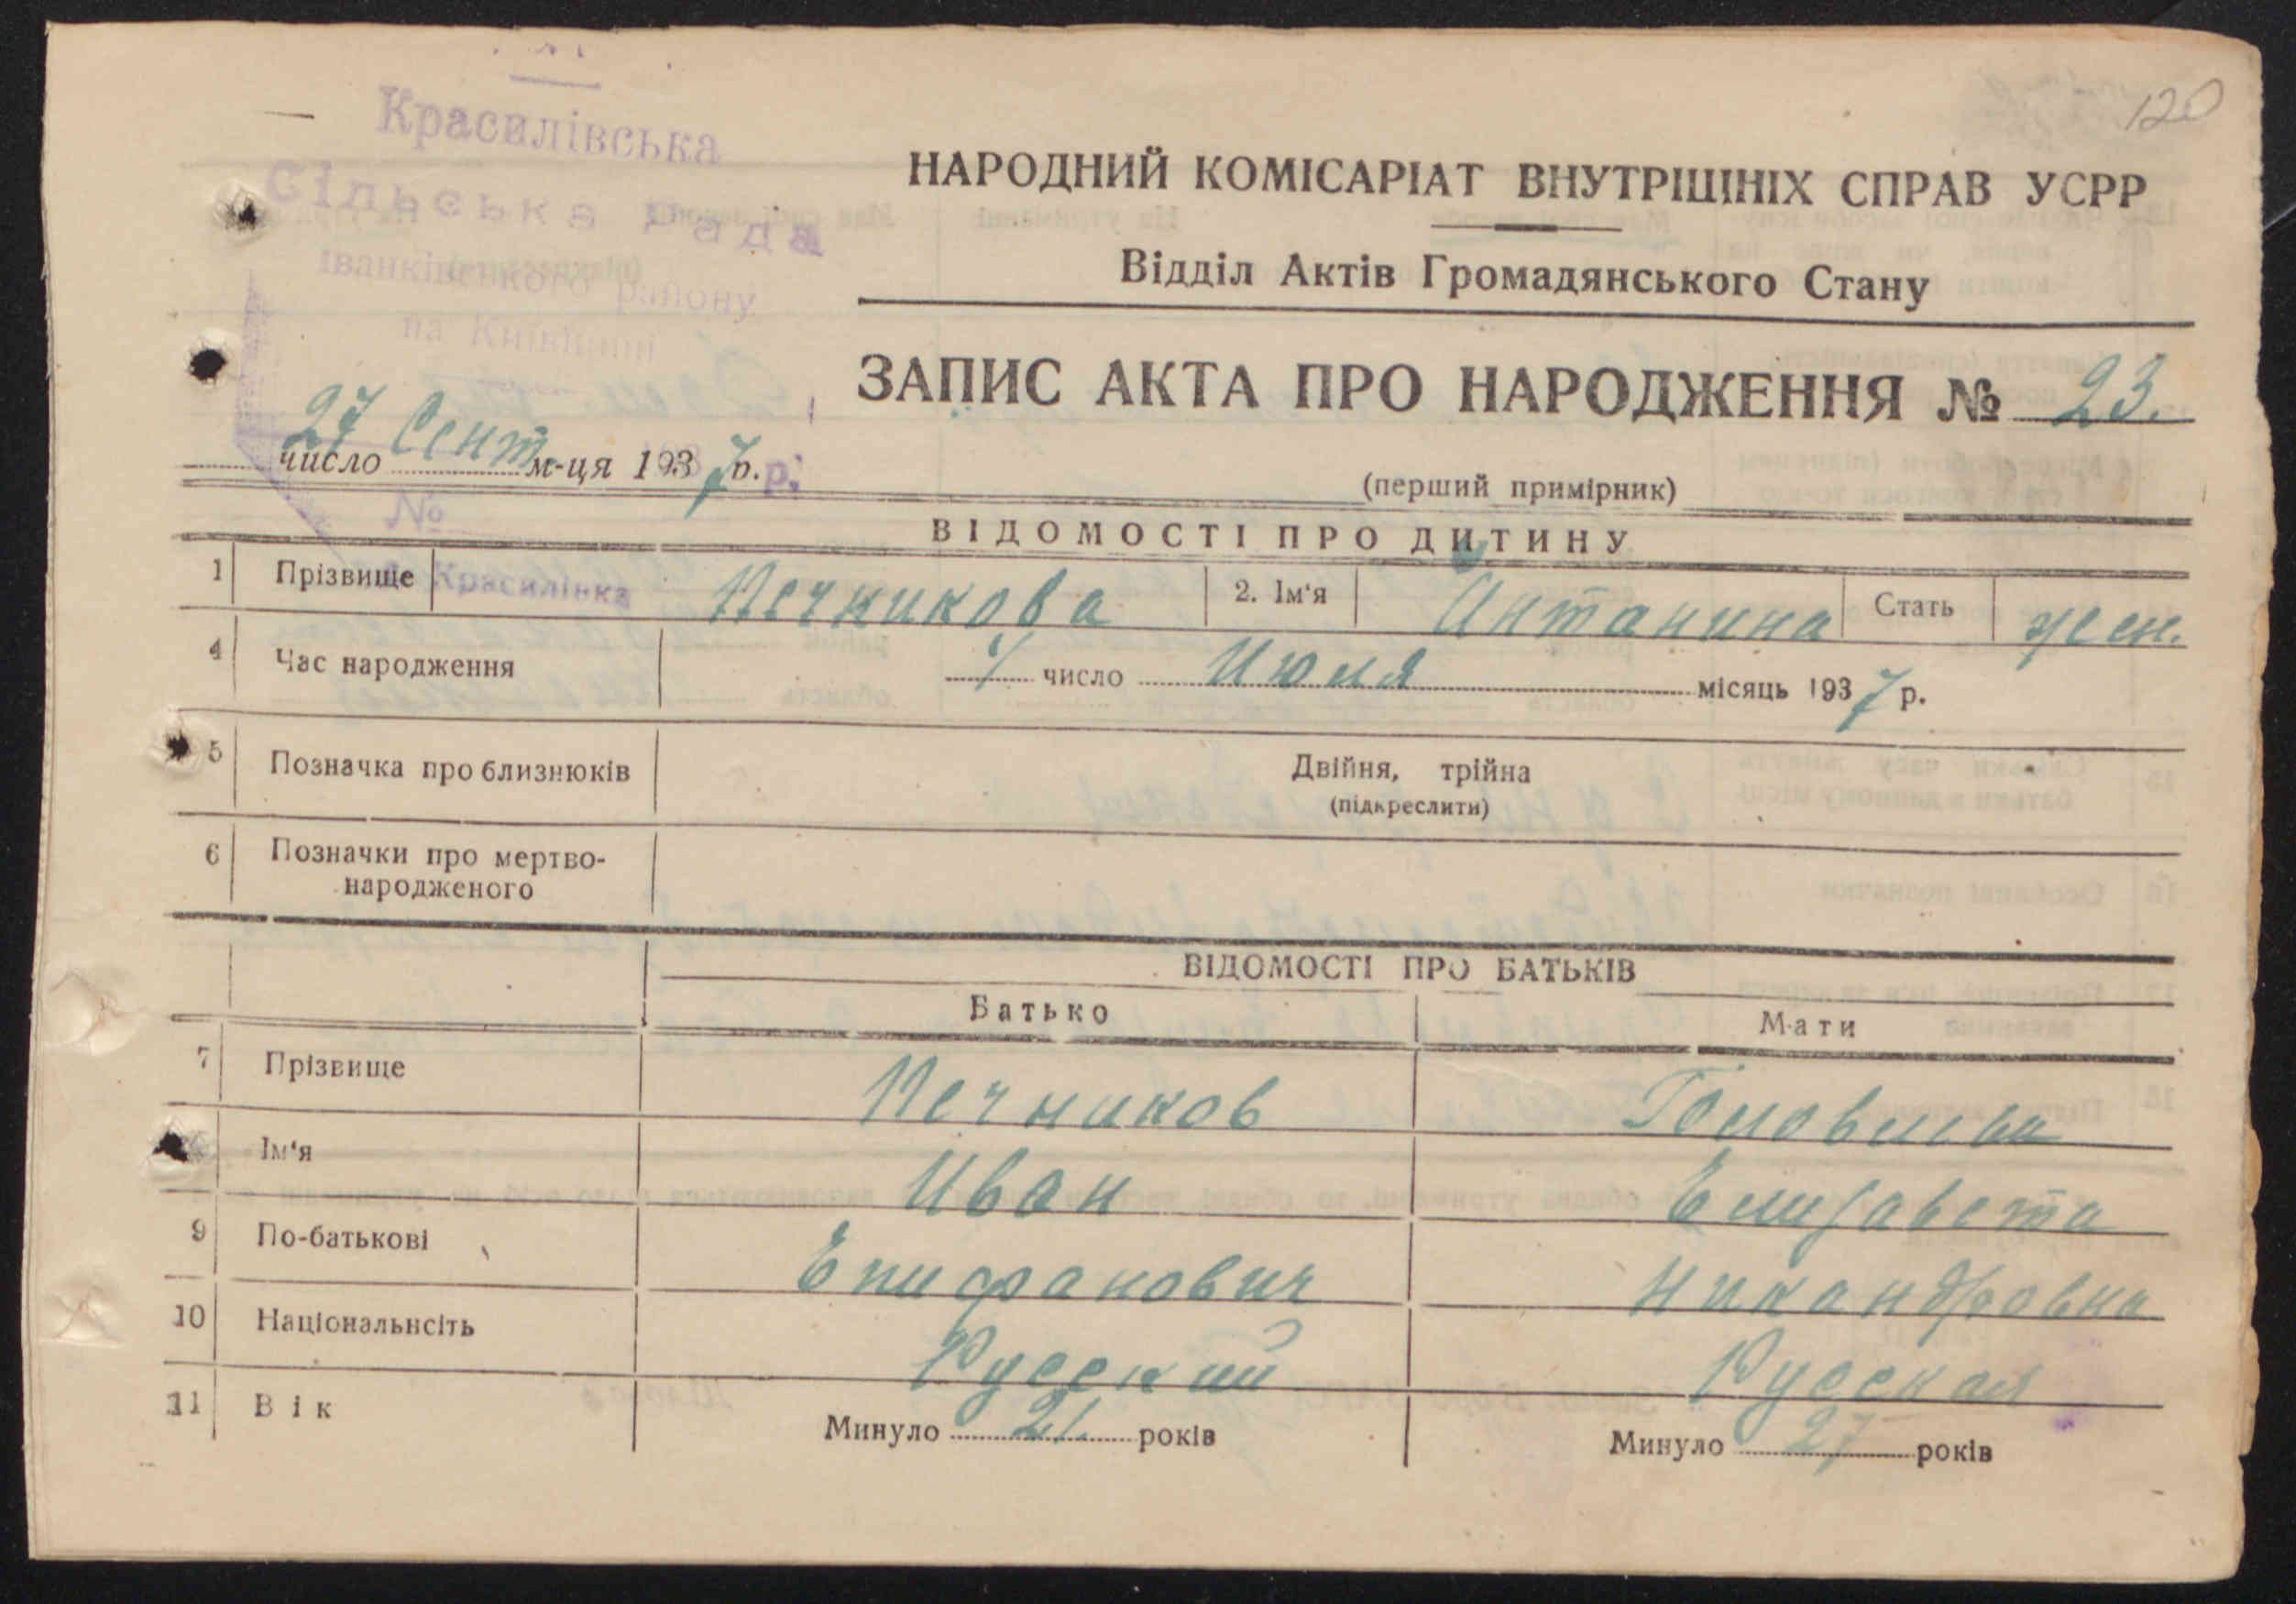 120
Красилівська
Сільська Рада
Іванківського району
на Київщині
НАРОДНИЙ КОМІСАРІАТ ВНУТРІШНІХ СПРАВ УСРР
Відділ Актів Громадянського Стану
ЗАПИС АКТА ПРО НАРОДЖЕННЯ № 23.
27 число Сент. м-ця 1937 р. р.
(перший примірник)
№
ВІДОМОСТІ ПРО ДИТИНУ
1 Прізвище Печникова 2. Ім'я Антанина Стать жен.
Красилівка
4 Час народження 1 число Июля місяць 1937 р.
5 Позначка про близнюків Двійня, трійна
(підкреслити)
6 Позначки про мертво-
народженого
ВІДОМОСТІ ПРО БАТЬКІВ
Батько Мати
7 Прізвище Печников
Ім'я Иван Елизавета
9 По-батькові Епифанович Никандровна
10 Національнсіть Русский Русская
11 Вік Минуло 21. років Минуло 27 років